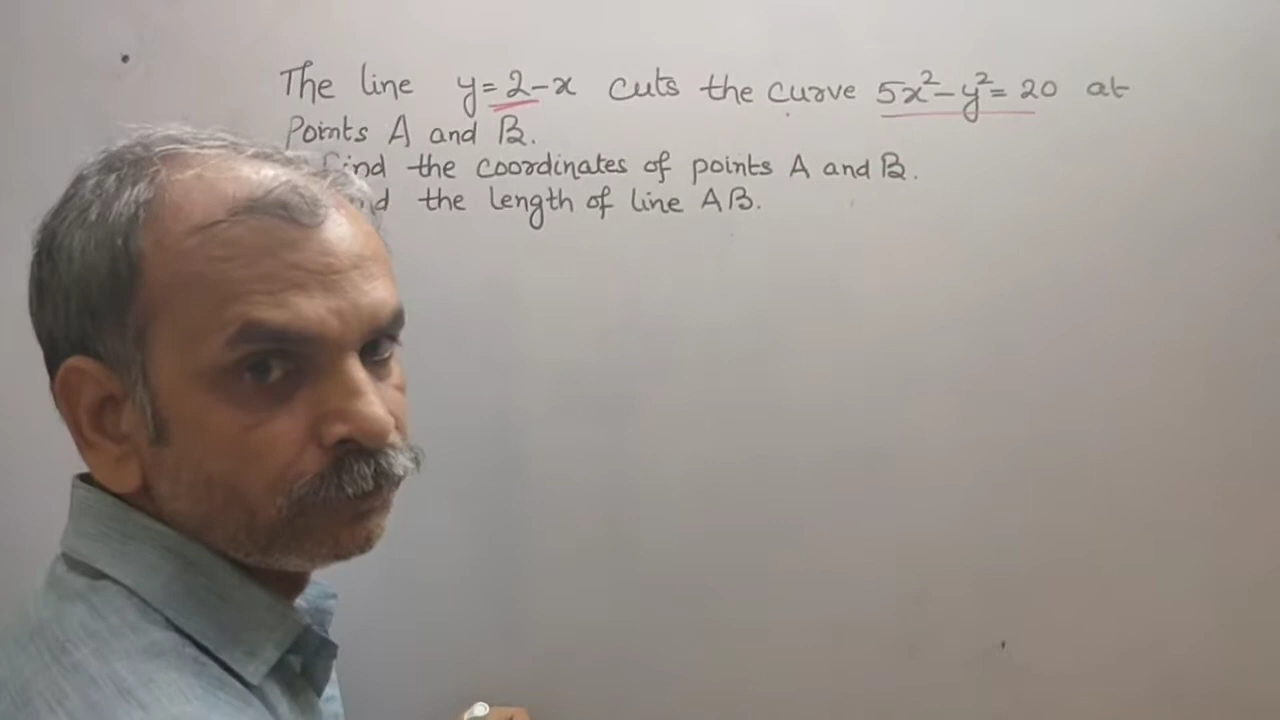 The line y=2-x cuts the curve 5x²-y²= 20 at
Points A and B.
find the coordinates of points A and B.
the length of line AB.